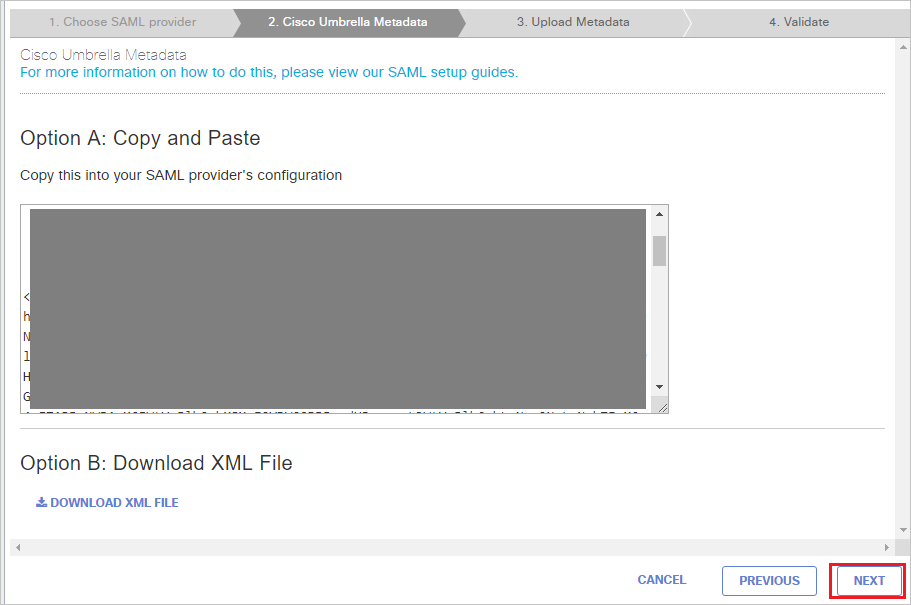 1. Choose SAML provider
2. Cisco Umbrella Metadata
3. Upload Metadata
4. Validate
Cisco Umbrella Metadata
For more information on how to do this, please view our SAML setup guides.
Option A: Copy and Paste
Copy this into your SAML provider's configuration
<
h
N
l
H
G
Option B: Download XML File
DOWNLOAD XML FILE
CANCEL
PREVIOUS
NEXT